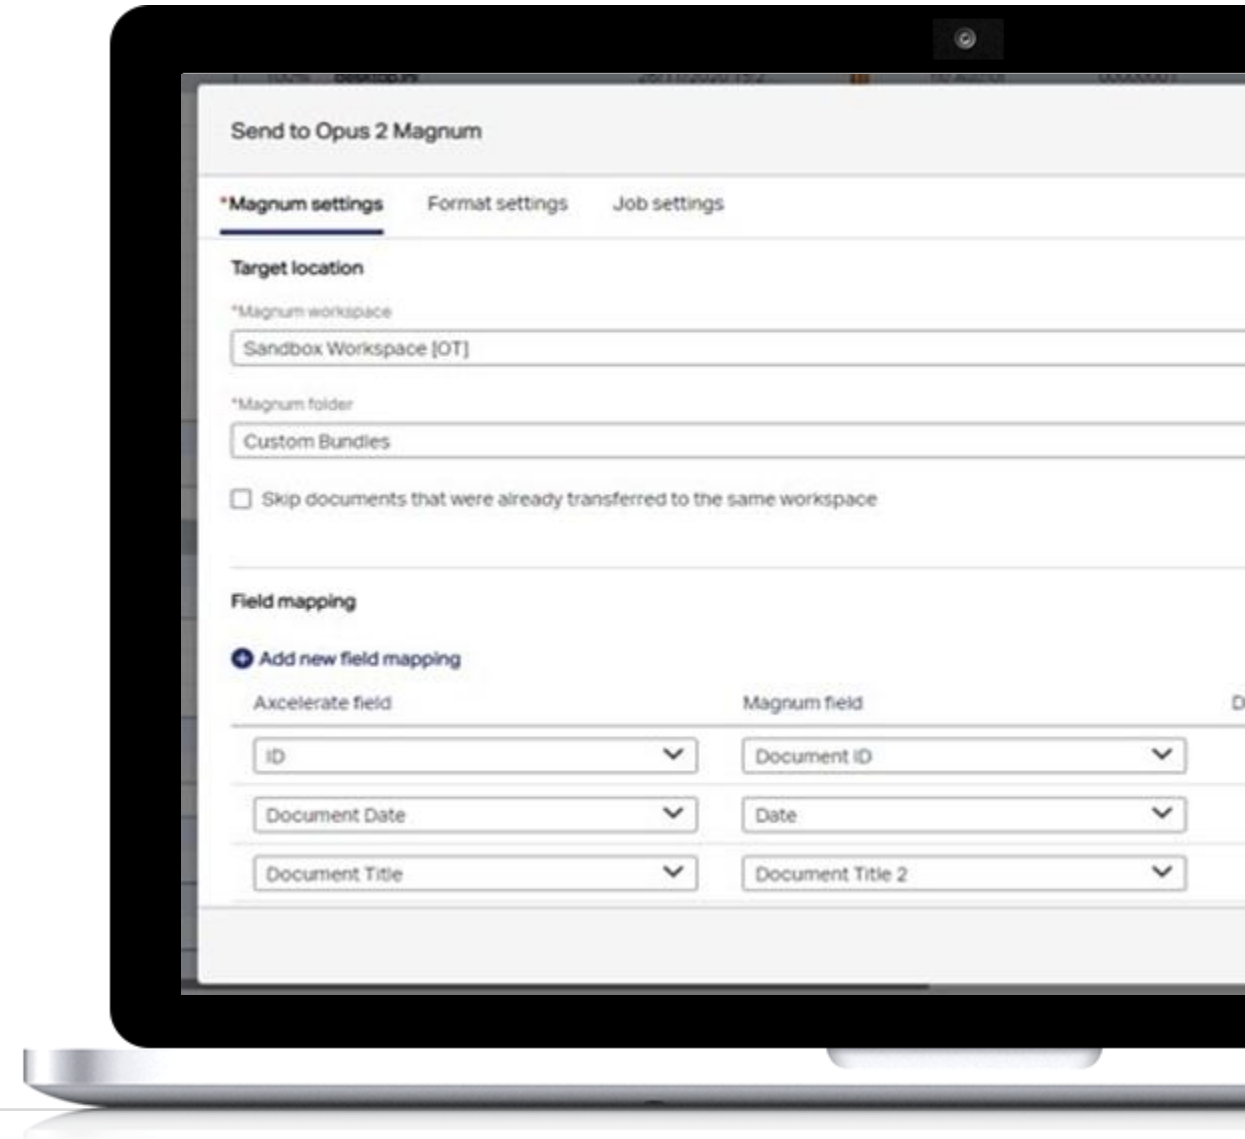 Send to Opus 2 Magnum
*Magnum settings Format settings Job settings
Target location
*Magnum workspace
Sandbox Workspace [OT]
*Magnum folder
Custom Bundles
Skip documents that were already transferred to the same workspace
Field mapping
Add new field mapping
Axcelerate field Magnum field D
ID Document ID
Document Date Date
Document Title Document Title 2